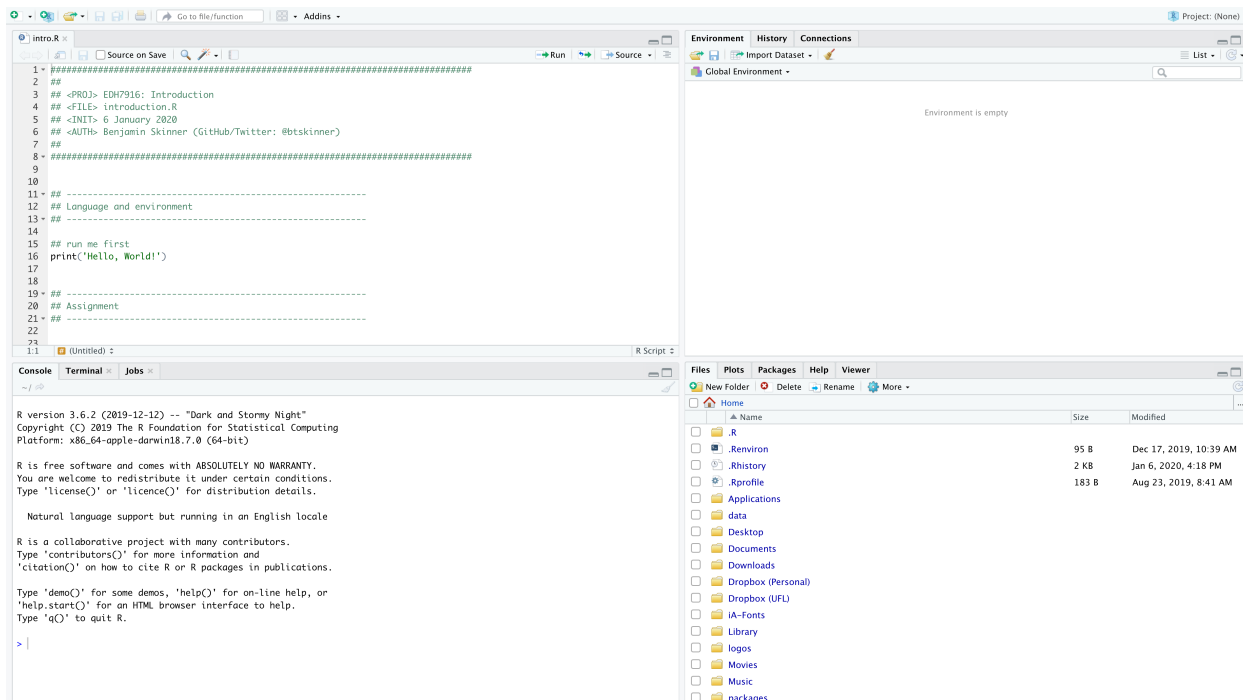 Go to file/function
Addins
Project: (None)
intro.R
Source on Save
Run
Source
1 ################################################################################
2 ##
3 ## <PROJ> EDH7916: Introduction
4 ## <FILE> introduction.R
5 ## <INIT> 6 January 2020
6 ## <AUTH> Benjamin Skinner (GitHub/Twitter: @btskinner)
7 ##
8 ################################################################################
9
10
11 ## ---------------------------------------------------------
12 ## Language and environment
13 ## ---------------------------------------------------------
14
15 ## run me first
16 print('Hello, World!')
17
18
19 ## ---------------------------------------------------------
20 ## Assignment
21 ## ---------------------------------------------------------
22
23
1:1 (Untitled) R Script
Console Terminal Jobs
~/
R version 3.6.2 (2019-12-12) -- "Dark and Stormy Night"
Copyright (C) 2019 The R Foundation for Statistical Computing
Platform: x86_64-apple-darwin18.7.0 (64-bit)
R is free software and comes with ABSOLUTELY NO WARRANTY.
You are welcome to redistribute it under certain conditions.
Type 'license()' or 'licence()' for distribution details.
Natural language support but running in an English locale
R is a collaborative project with many contributors.
Type 'contributors()' for more information and
'citation()' on how to cite R or R packages in publications.
Type 'demo()' for some demos, 'help()' for on-line help, or
'help.start()' for an HTML browser interface to help.
Type 'q()' to quit R.
>
Environment History Connections
Import Dataset
List
Global Environment
Environment is empty
Files Plots Packages Help Viewer
New Folder Delete Rename More
Home ...
Name Size Modified
.R
.Renviron 95 B Dec 17, 2019, 10:39 AM
.Rhistory 2 KB Jan 6, 2020, 4:18 PM
.Rprofile 183 B Aug 23, 2019, 8:41 AM
Applications
data
Desktop
Documents
Downloads
Dropbox (Personal)
Dropbox (UFL)
iA-Fonts
Library
logos
Movies
Music
packages